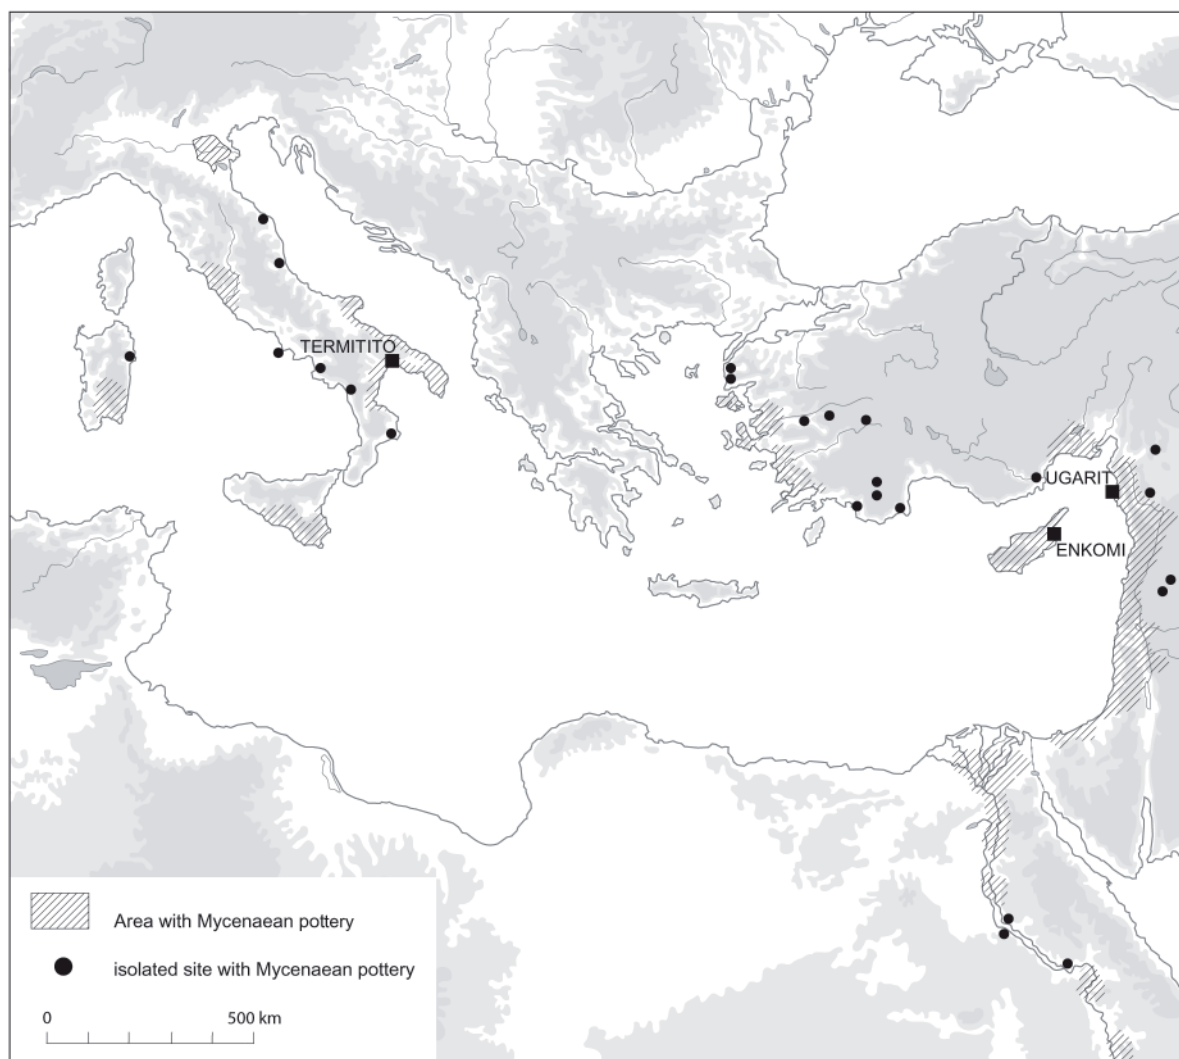 TERMITITO
UGARIT
ENKOMI
Area with Mycenaean pottery
isolated site with Mycenaean pottery
0 500 km